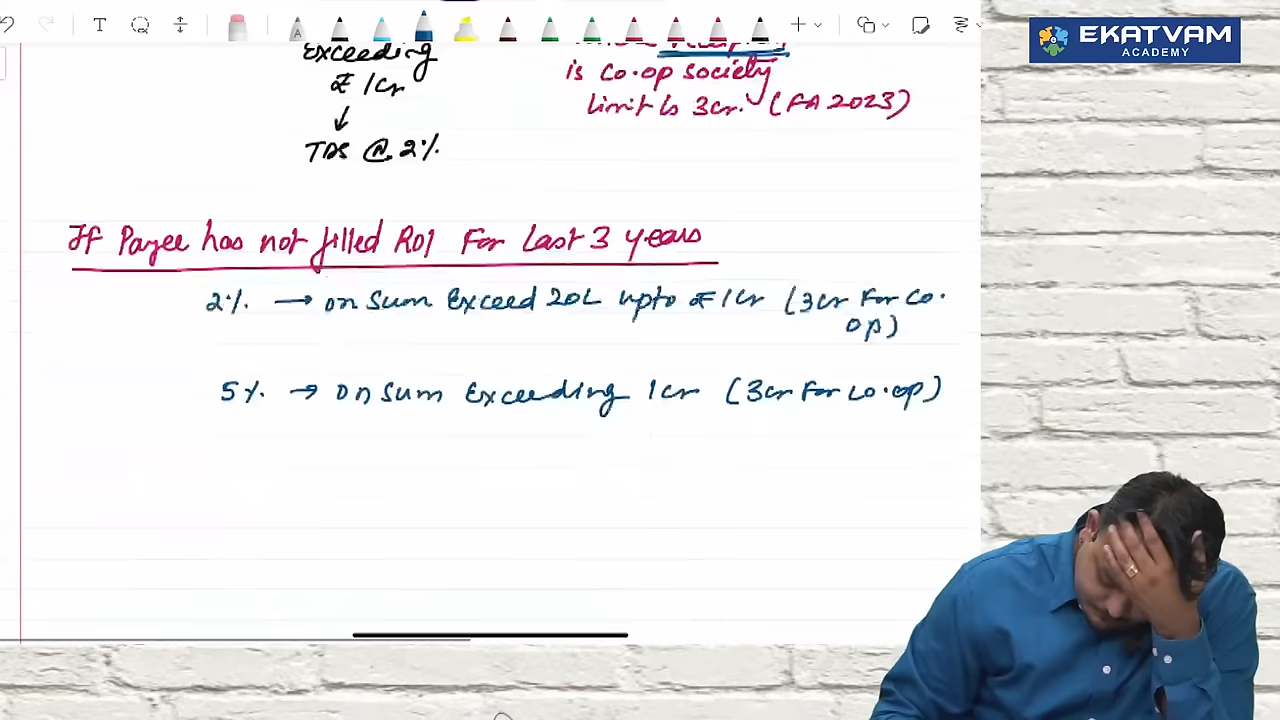 EKATVAM
ACADEMY
T
A
Exceeding
₹ 1cr
↓
TDS @ 2%
is co.op society
limit is 3cr. (FA 2023)
If Payee has not filled ROI For Last 3 years
2% → on sum Exceed 20L upto ₹ 1cr (3cr For co.
op)
5% → on sum Exceeding 1cr (3cr For co.op)